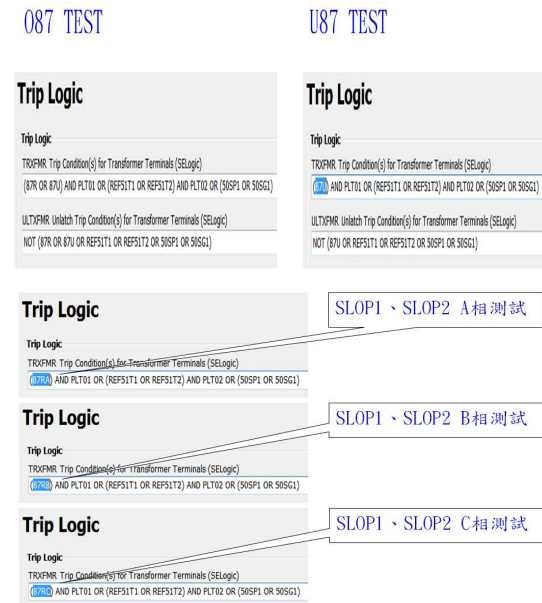 O87 TEST
U87 TEST
Trip Logic
Trip Logic
TRXFMR Trip Condition(s) for Transformer Terminals (SELogic)
(87R OR 87U) AND PLT01 OR (REF51T1 OR REF51T2) AND PLT02 OR (50SP1 OR 50SG1)
ULTXFMR Unlatch Trip Condition(s) for Transformer Terminals (SELogic)
NOT (87R OR 87U OR REF51T1 OR REF51T2 OR 50SP1 OR 50SG1)
Trip Logic
Trip Logic
TRXFMR Trip Condition(s) for Transformer Terminals (SELogic)
(87U) AND PLT01 OR (REF51T1 OR REF51T2) AND PLT02 OR (50SP1 OR 50SG1)
ULTXFMR Unlatch Trip Condition(s) for Transformer Terminals (SELogic)
NOT (87U OR REF51T1 OR REF51T2 OR 50SP1 OR 50SG1)
Trip Logic
SLOP1、SLOP2 A相測試
Trip Logic
TRXFMR Trip Condition(s) for Transformer Terminals (SELogic)
(87RA) AND PLT01 OR (REF51T1 OR REF51T2) AND PLT02 OR (50SP1 OR 50SG1)
Trip Logic
SLOP1、SLOP2 B相測試
Trip Logic
TRXFMR Trip Condition(s) for Transformer Terminals (SELogic)
(87RB) AND PLT01 OR (REF51T1 OR REF51T2) AND PLT02 OR (50SP1 OR 50SG1)
Trip Logic
SLOP1、SLOP2 C相測試
Trip Logic
TRXFMR Trip Condition(s) for Transformer Terminals (SELogic)
(87RC) AND PLT01 OR (REF51T1 OR REF51T2) AND PLT02 OR (50SP1 OR 50SG1)